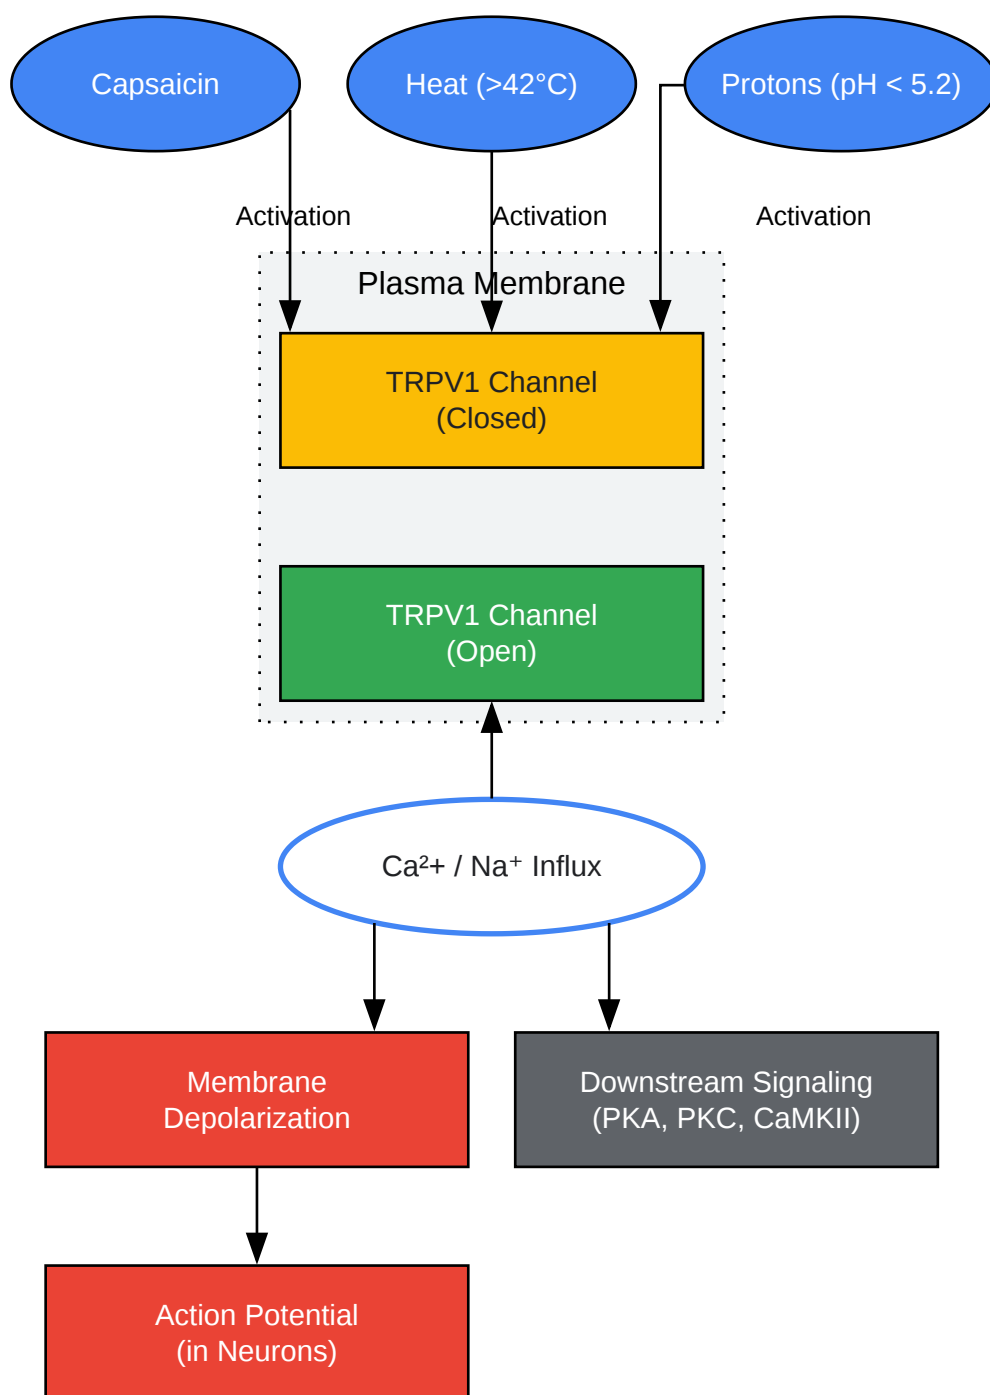 Capsaicin
Heat (>42°C)
Protons (pH < 5.2)
Activation
Activation
Activation
Plasma Membrane
TRPV1 Channel
(Closed)
TRPV1 Channel
(Open)
Ca²+ / Na⁺ Influx
Membrane
Depolarization
Downstream Signaling
(PKA, PKC, CaMKII)
Action Potential
(in Neurons)